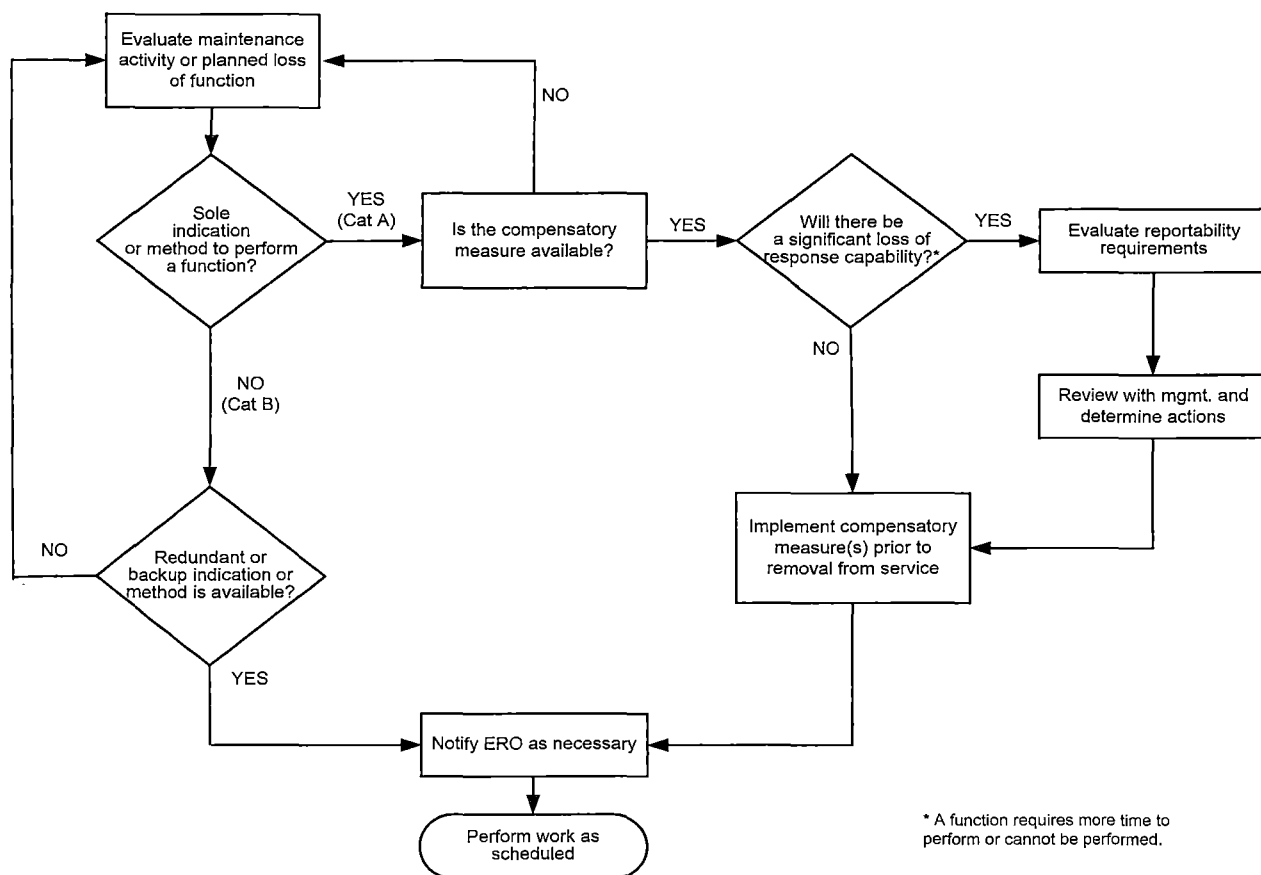 Evaluate maintenance
activity or planned loss
of function
NO
Sole
indication
or method to perform
a function?
YES
(Cat A)
Is the compensatory
measure available?
YES
Will there be
a significant loss of
response capability?*
YES
Evaluate reportability
requirements
NO
(Cat B)
NO
Review with mgmt. and
determine actions
Implement compensatory
measure(s) prior to
removal from service
NO
Redundant or
backup indication or
method is available?
YES
Notify ERO as necessary
Perform work as
scheduled
* A function requires more time to
perform or cannot be performed.